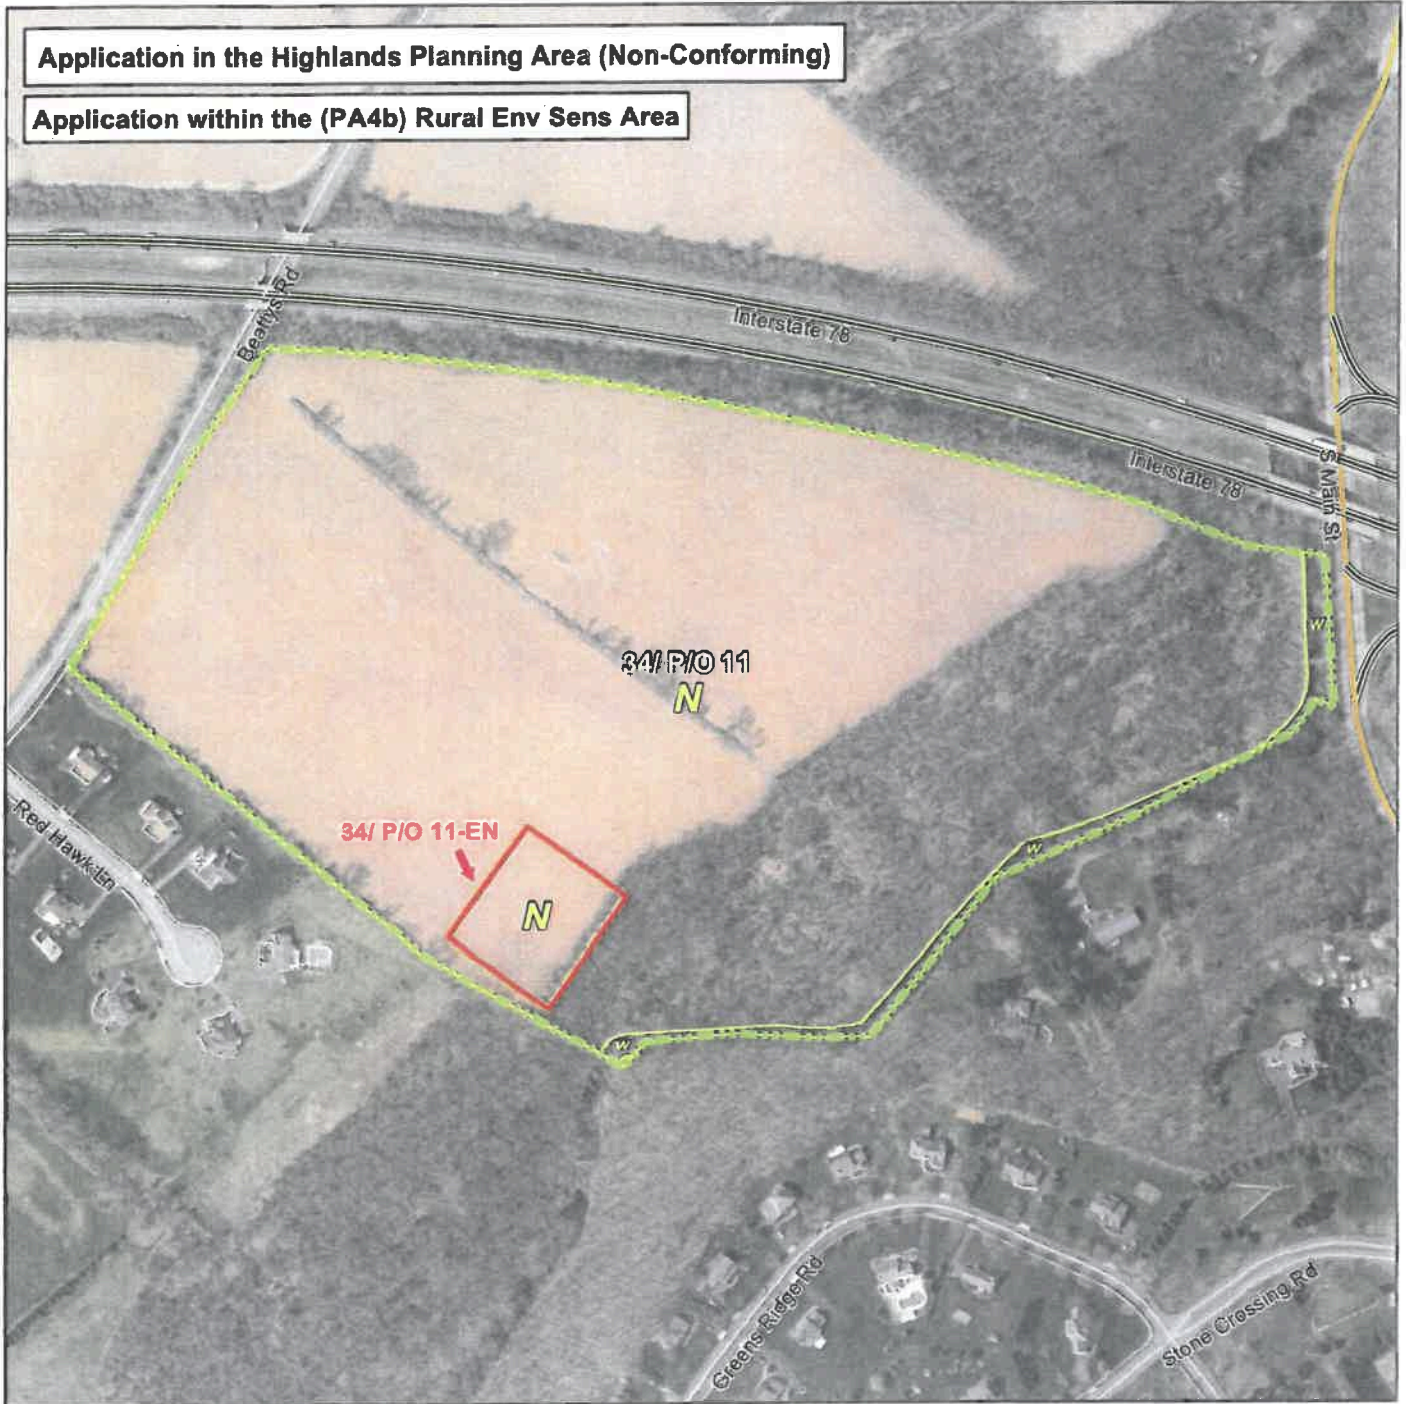 Application in the Highlands Planning Area (Non-Conforming)
Application within the (PA4b) Rural Env Sens Area
Beattys Rd
Interstate 78
Interstate 78
S Main St
W
34/ P/O 11
N
Red Hawk Ln
34/ P/O 11-EN
N
W
W
Greens Ridge Rd
Stone Crossing Rd